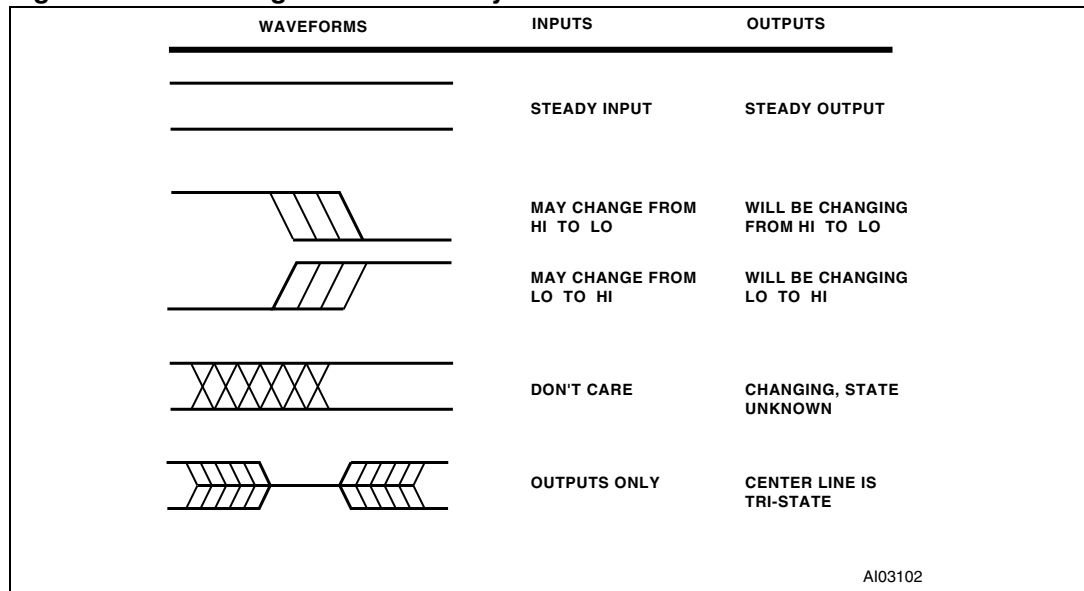 WAVEFORMS INPUTS OUTPUTS
STEADY INPUT STEADY OUTPUT
MAY CHANGE FROM WILL BE CHANGING
HI TO LO FROM HI TO LO
MAY CHANGE FROM WILL BE CHANGING
LO TO HI LO TO HI
DON'T CARE CHANGING, STATE
UNKNOWN
OUTPUTS ONLY CENTER LINE IS
TRI-STATE
AI03102